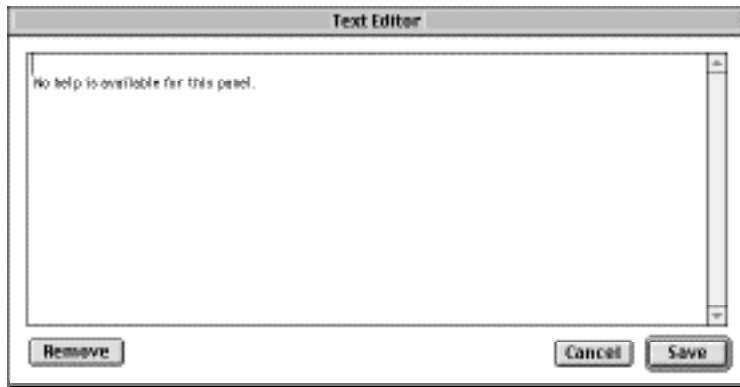 Text Editor
No help is available for this panel.
Remove
Cancel Save